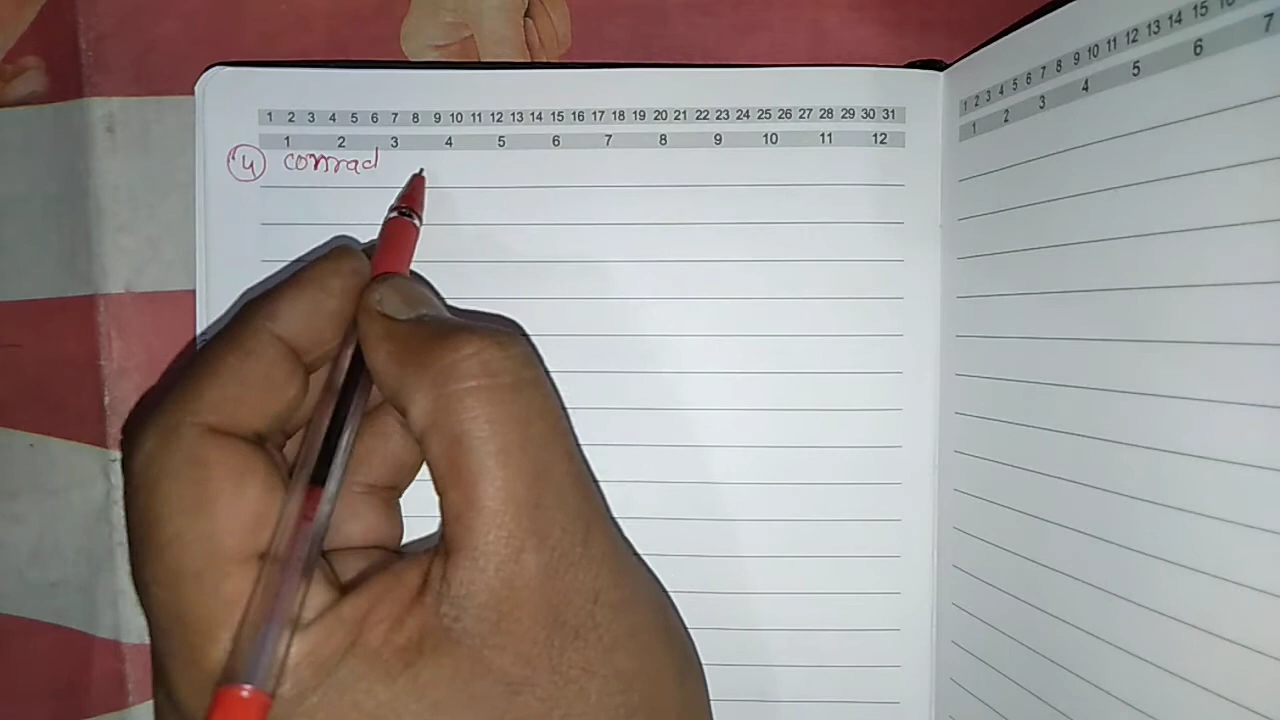 1 2 3 4 5 6 7 8 9 10 11 12 13 14 15 16 17 18 19 20 21 22 23 24 25 26 27 28 29 30 31
1 2 3 4 5 6 7 8 9 10 11 12
4 conrad
1 2 3 4 5 6 7 8 9 10 11 12 13 14 15
1 2 3 4 5 6 7